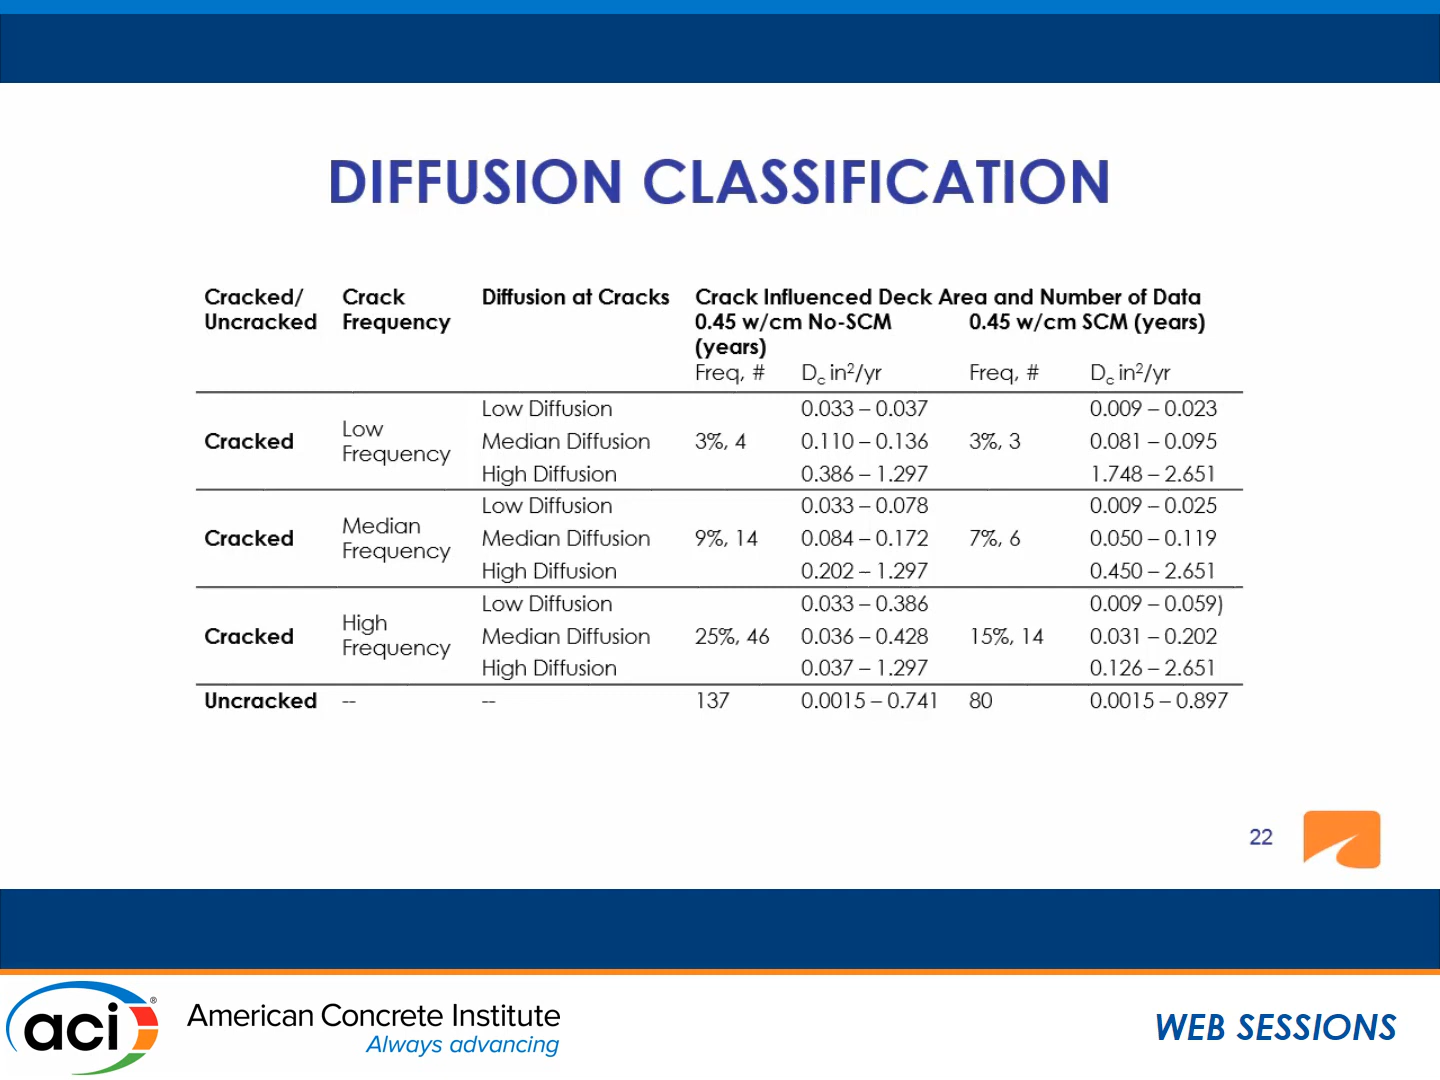 DIFFUSION CLASSIFICATION
Cracked/ Crack Diffusion at Cracks Crack Influenced Deck Area and Number of Data
Uncracked Frequency 0.45 w/cm No-SCM 0.45 w/cm SCM (years)
(years)
Freq, # Dc in²/yr Freq, # Dc in²/yr
Low Diffusion 0.033 – 0.037 0.009 – 0.023
Cracked Low Frequency Median Diffusion 3%, 4 0.110 – 0.136 3%, 3 0.081 – 0.095
High Diffusion 0.386 – 1.297 1.748 – 2.651
Low Diffusion 0.033 – 0.078 0.009 – 0.025
Cracked Median Frequency Median Diffusion 9%, 14 0.084 – 0.172 7%, 6 0.050 – 0.119
High Diffusion 0.202 – 1.297 0.450 – 2.651
Low Diffusion 0.033 – 0.386 0.009 – 0.059)
Cracked High Frequency Median Diffusion 25%, 46 0.036 – 0.428 15%, 14 0.031 – 0.202
High Diffusion 0.037 – 1.297 0.126 – 2.651
Uncracked -- -- 137 0.0015 – 0.741 80 0.0015 – 0.897
22
aci®
American Concrete Institute
Always advancing
WEB SESSIONS